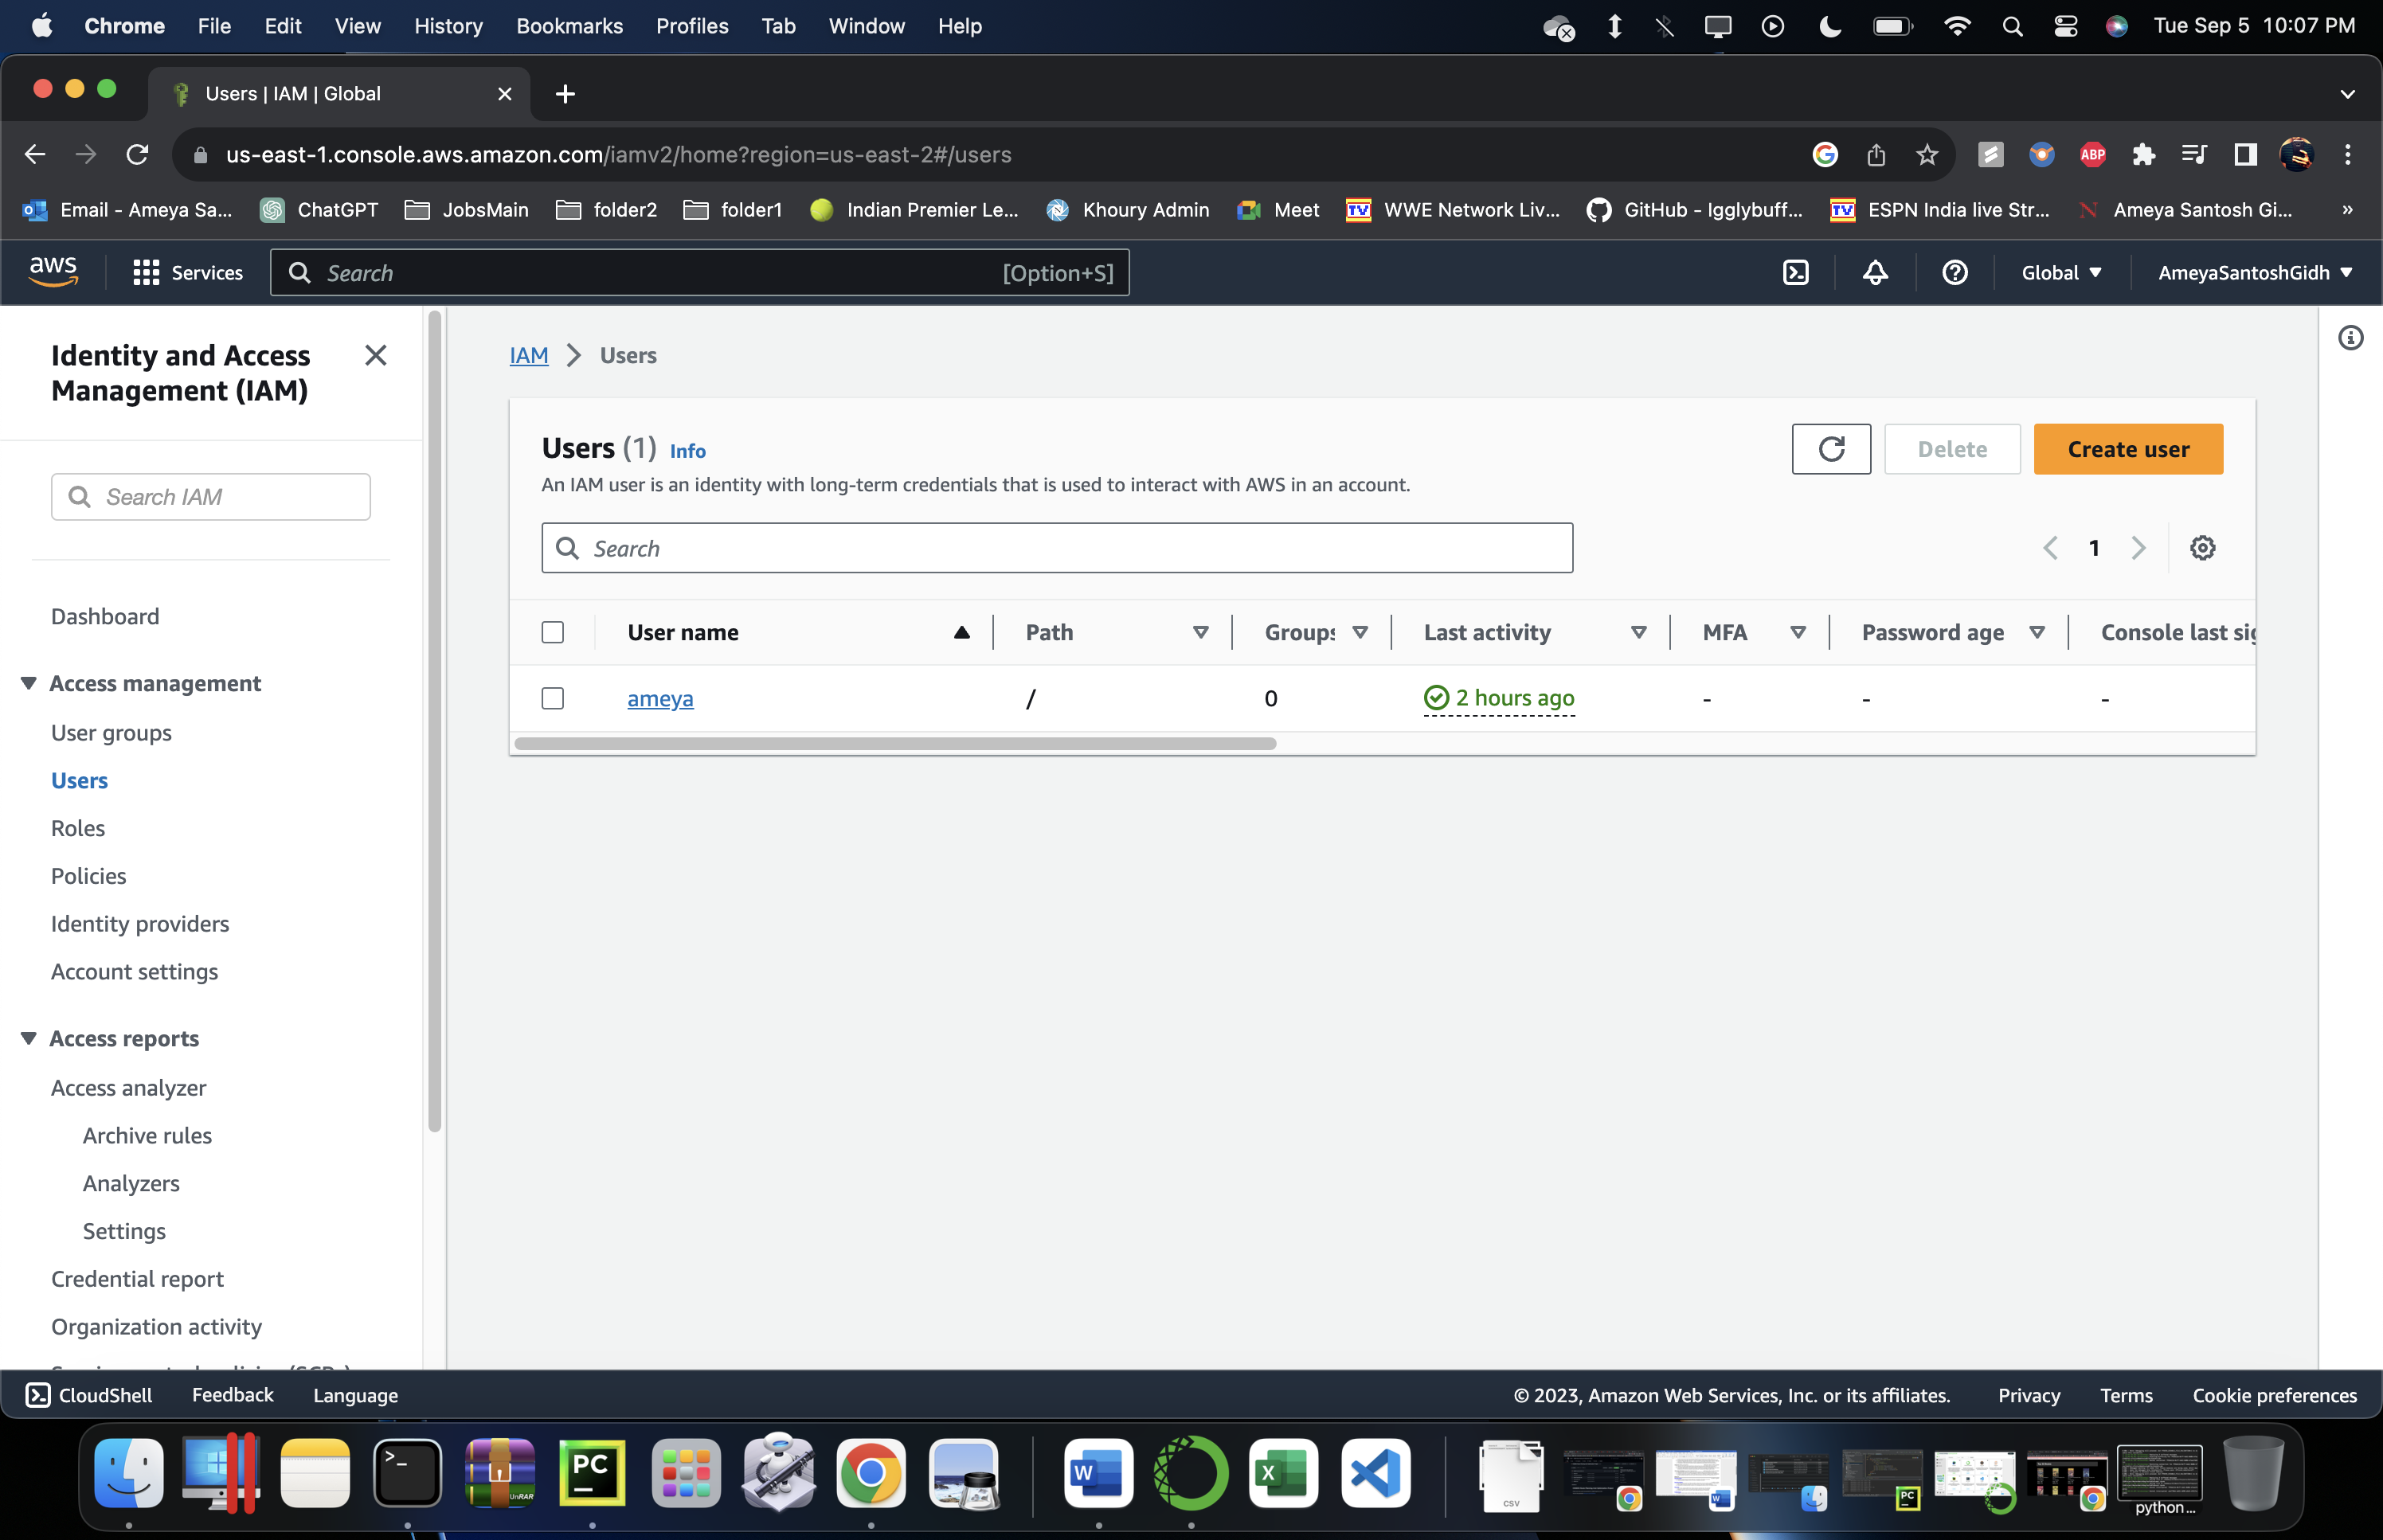 Chrome File Edit View History Bookmarks Profiles Tab Window Help Tue Sep 5 10:07 PM
Users | IAM | Global
us-east-1.console.aws.amazon.com/iamv2/home?region=us-east-2#/users
ABP
Email - Ameya Sa... ChatGPT JobsMain folder2 folder1 Indian Premier Le... Khoury Admin Meet WWE Network Liv... GitHub - Igglybuff... ESPN India live Str... Ameya Santosh Gi... »
aws Services Search [Option+S] Global AmeyaSantoshGidh
Identity and Access
Management (IAM)
Search IAM
Dashboard
Access management
User groups
Users
Roles
Policies
Identity providers
Account settings
Access reports
Access analyzer
Archive rules
Analyzers
Settings
Credential report
Organization activity
IAM > Users
Users (1) Info
Delete Create user
An IAM user is an identity with long-term credentials that is used to interact with AWS in an account.
Search
1
User name Path Groups Last activity MFA Password age Console last sig
ameya / 0 2 hours ago - - -
CloudShell Feedback Language © 2023, Amazon Web Services, Inc. or its affiliates. Privacy Terms Cookie preferences
>_ UnRAR PC W X CSV W PC
python...